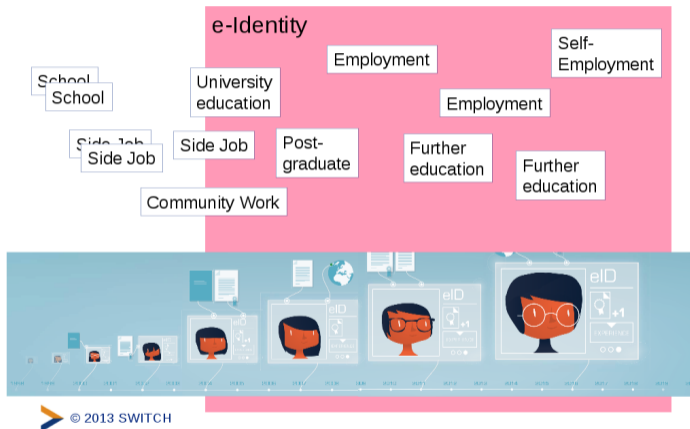 e-Identity
Self-
Employment
Employment
School
School
University
education
Employment
Side Job
Side Job
Side Job
Post-
graduate
Further
education
Further
education
Community Work
eID
eID
eID
+1
+1
© 2013 SWITCH